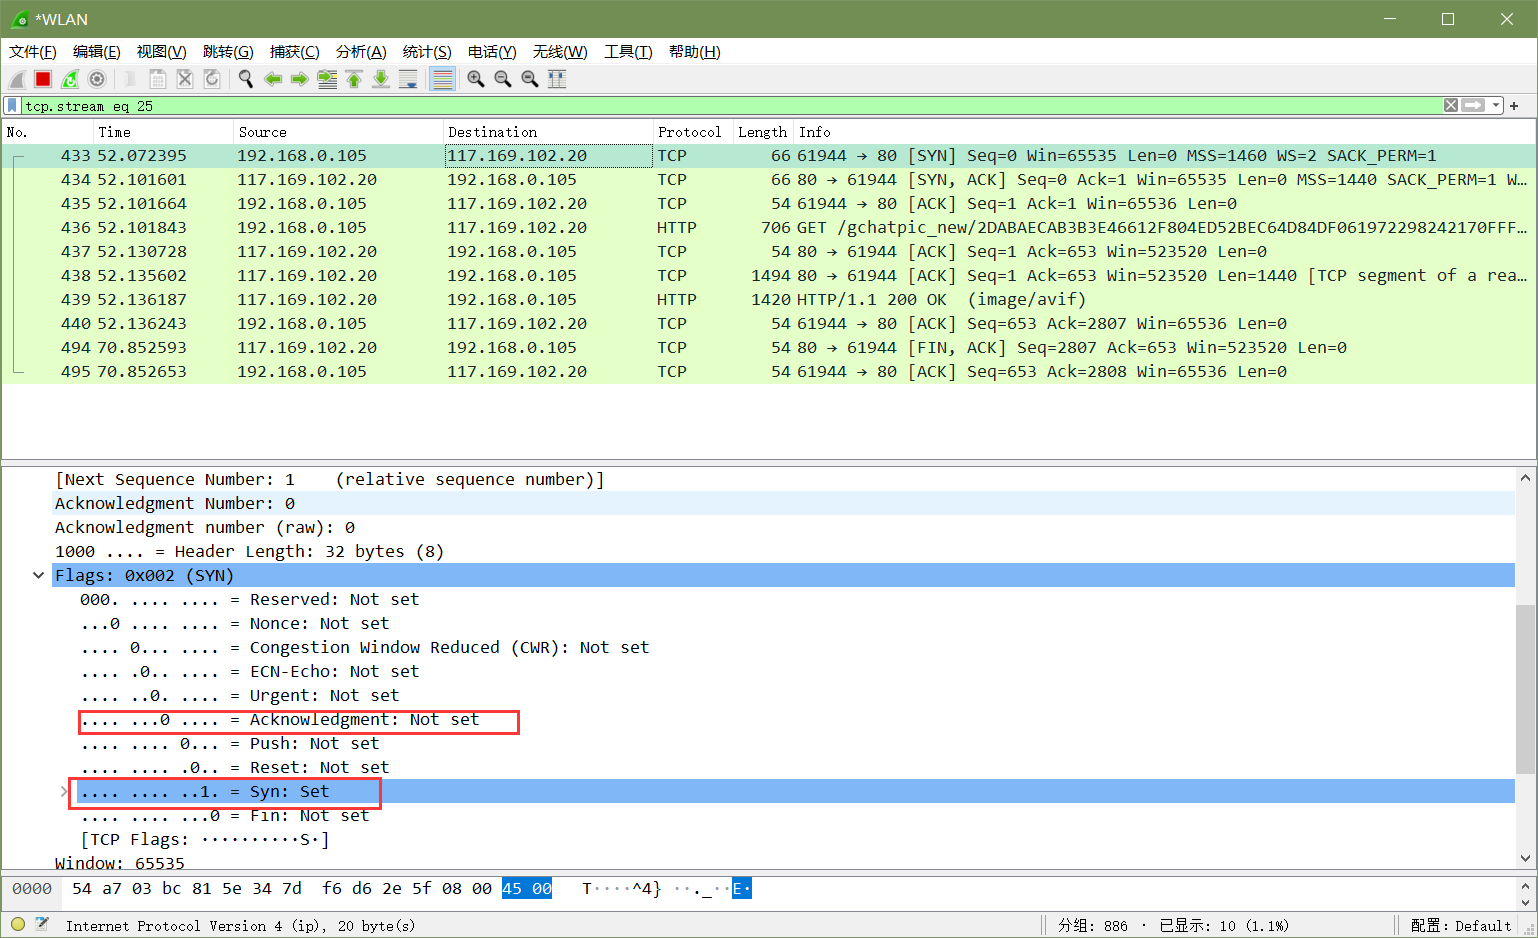 *WLAN
文件(F) 编辑(E) 视图(V) 跳转(G) 捕获(C) 分析(A) 统计(S) 电话(Y) 无线(W) 工具(T) 帮助(H)
tcp.stream eq 25
No. Time Source Destination Protocol Length Info
433 52.072395 192.168.0.105 117.169.102.20 TCP 66 61944 → 80 [SYN] Seq=0 Win=65535 Len=0 MSS=1460 WS=2 SACK_PERM=1
434 52.101601 117.169.102.20 192.168.0.105 TCP 66 80 → 61944 [SYN, ACK] Seq=0 Ack=1 Win=65535 Len=0 MSS=1440 SACK_PERM=1 W…
435 52.101664 192.168.0.105 117.169.102.20 TCP 54 61944 → 80 [ACK] Seq=1 Ack=1 Win=65536 Len=0
436 52.101843 192.168.0.105 117.169.102.20 HTTP 706 GET /gchatpic_new/2DABAECAB3B3E46612F804ED52BEC64D84DF061972298242170FFF…
437 52.130728 117.169.102.20 192.168.0.105 TCP 54 80 → 61944 [ACK] Seq=1 Ack=653 Win=523520 Len=0
438 52.135602 117.169.102.20 192.168.0.105 TCP 1494 80 → 61944 [ACK] Seq=1 Ack=653 Win=523520 Len=1440 [TCP segment of a rea…
439 52.136187 117.169.102.20 192.168.0.105 HTTP 1420 HTTP/1.1 200 OK  (image/avif)
440 52.136243 192.168.0.105 117.169.102.20 TCP 54 61944 → 80 [ACK] Seq=653 Ack=2807 Win=65536 Len=0
494 70.852593 117.169.102.20 192.168.0.105 TCP 54 80 → 61944 [FIN, ACK] Seq=2807 Ack=653 Win=523520 Len=0
495 70.852653 192.168.0.105 117.169.102.20 TCP 54 61944 → 80 [ACK] Seq=653 Ack=2808 Win=65536 Len=0
[Next Sequence Number: 1    (relative sequence number)]
Acknowledgment Number: 0
Acknowledgment number (raw): 0
1000 .... = Header Length: 32 bytes (8)
Flags: 0x002 (SYN)
000. .... .... = Reserved: Not set
...0 .... .... = Nonce: Not set
.... 0... .... = Congestion Window Reduced (CWR): Not set
.... .0.. .... = ECN-Echo: Not set
.... ..0. .... = Urgent: Not set
.... ...0 .... = Acknowledgment: Not set
.... .... 0... = Push: Not set
.... .... .0.. = Reset: Not set
.... .... ..1. = Syn: Set
.... .... ...0 = Fin: Not set
[TCP Flags: ··········S·]
Window: 65535
0000 54 a7 03 bc 81 5e 34 7d f6 d6 2e 5f 08 00 45 00 T····^4} ··._··E·
Internet Protocol Version 4 (ip), 20 byte(s) 分组: 886 · 已显示: 10 (1.1%) 配置: Default